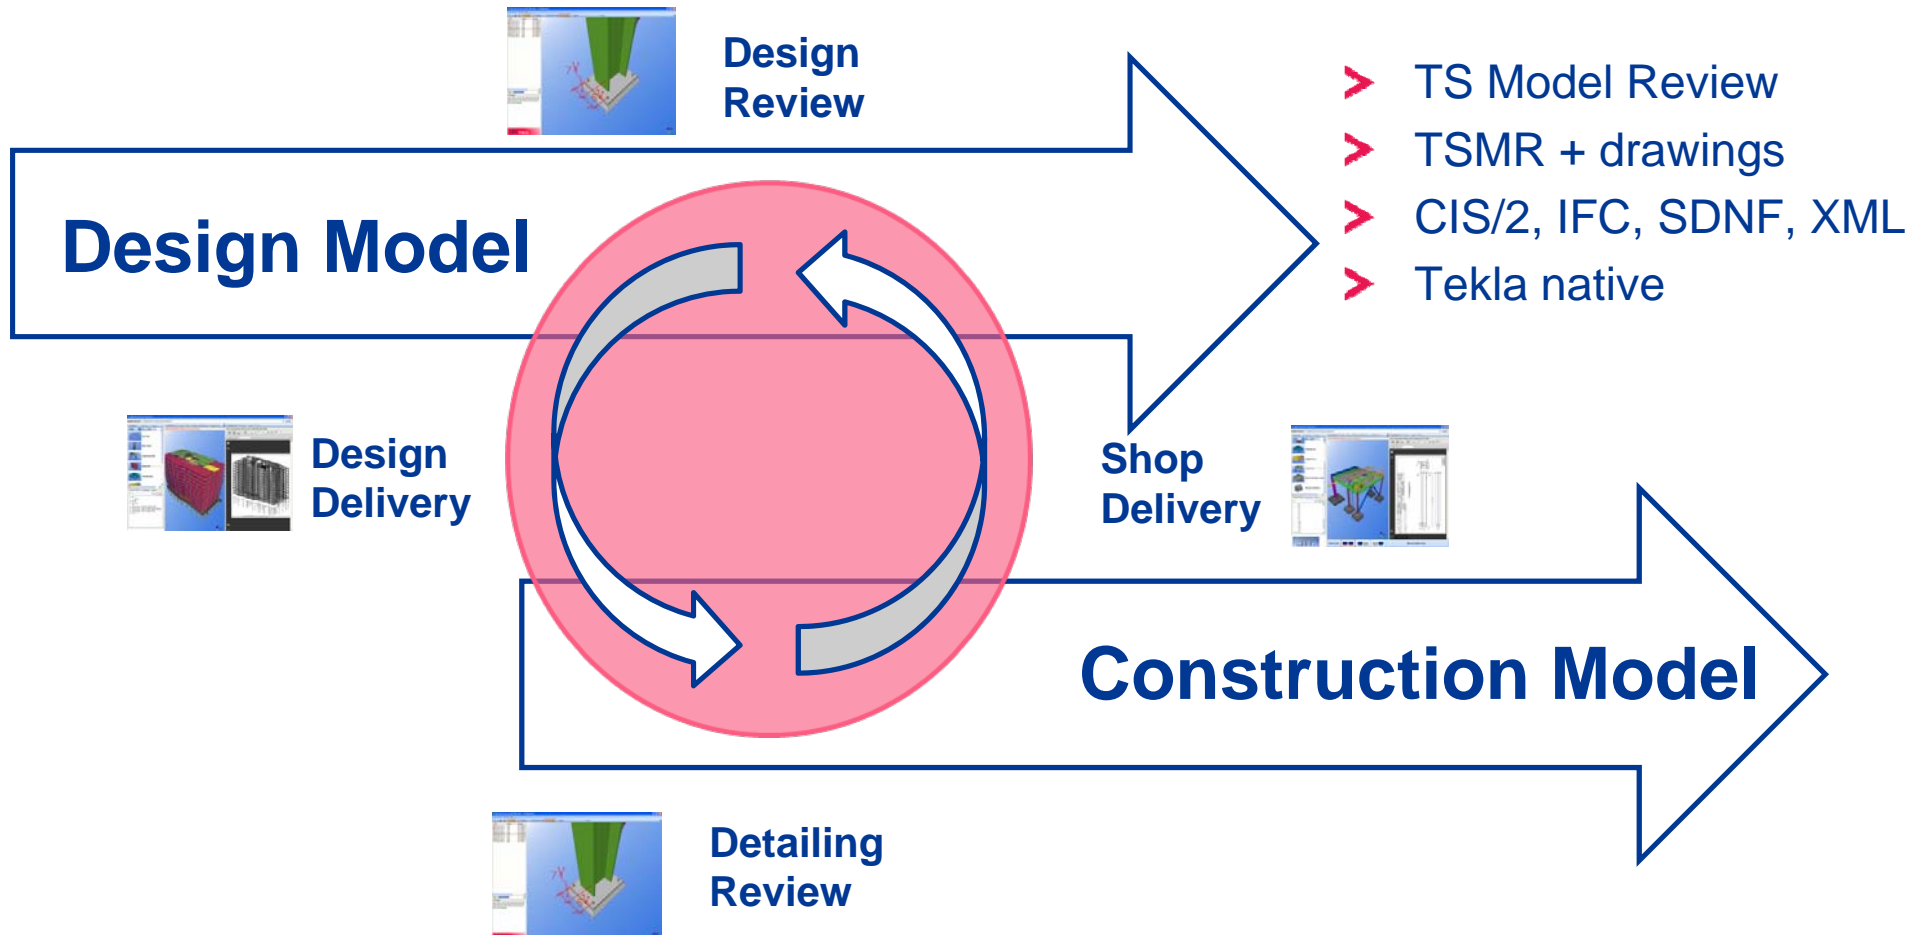 Design
Review
TS Model Review
TSMR + drawings
CIS/2, IFC, SDNF, XML
Tekla native
Design Model
Design
Delivery
Shop
Delivery
Construction Model
Detailing
Review